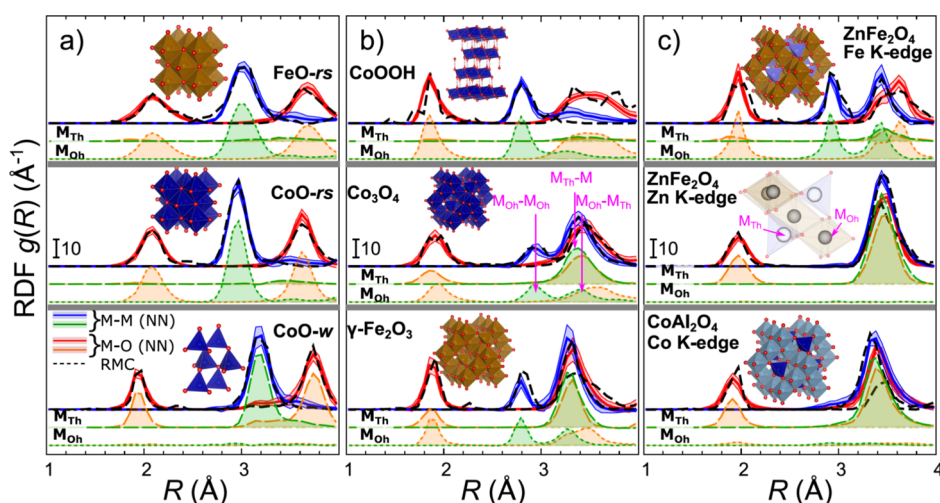 RDF g(R) (Å⁻¹)
a)
FeO-rs
M_Th
M_Oh
CoO-rs
10
M_Th
M_Oh
CoO-w
M-M (NN)
M-O (NN)
RMC
M_Th
M_Oh
1 2 3
R (Å)
b)
CoOOH
M_Th
M_Oh
Co₃O₄
M_Th-M
M_Oh-M_Oh
M_Oh-M_Th
10
M_Th
M_Oh
γ-Fe₂O₃
M_Th
M_Oh
1 2 3
R (Å)
c)
ZnFe₂O₄
Fe K-edge
M_Th
M_Oh
ZnFe₂O₄
Zn K-edge
10
M_Th
M_Oh
M_Th
M_Oh
CoAl₂O₄
Co K-edge
M_Th
M_Oh
1 2 3 4
R (Å)